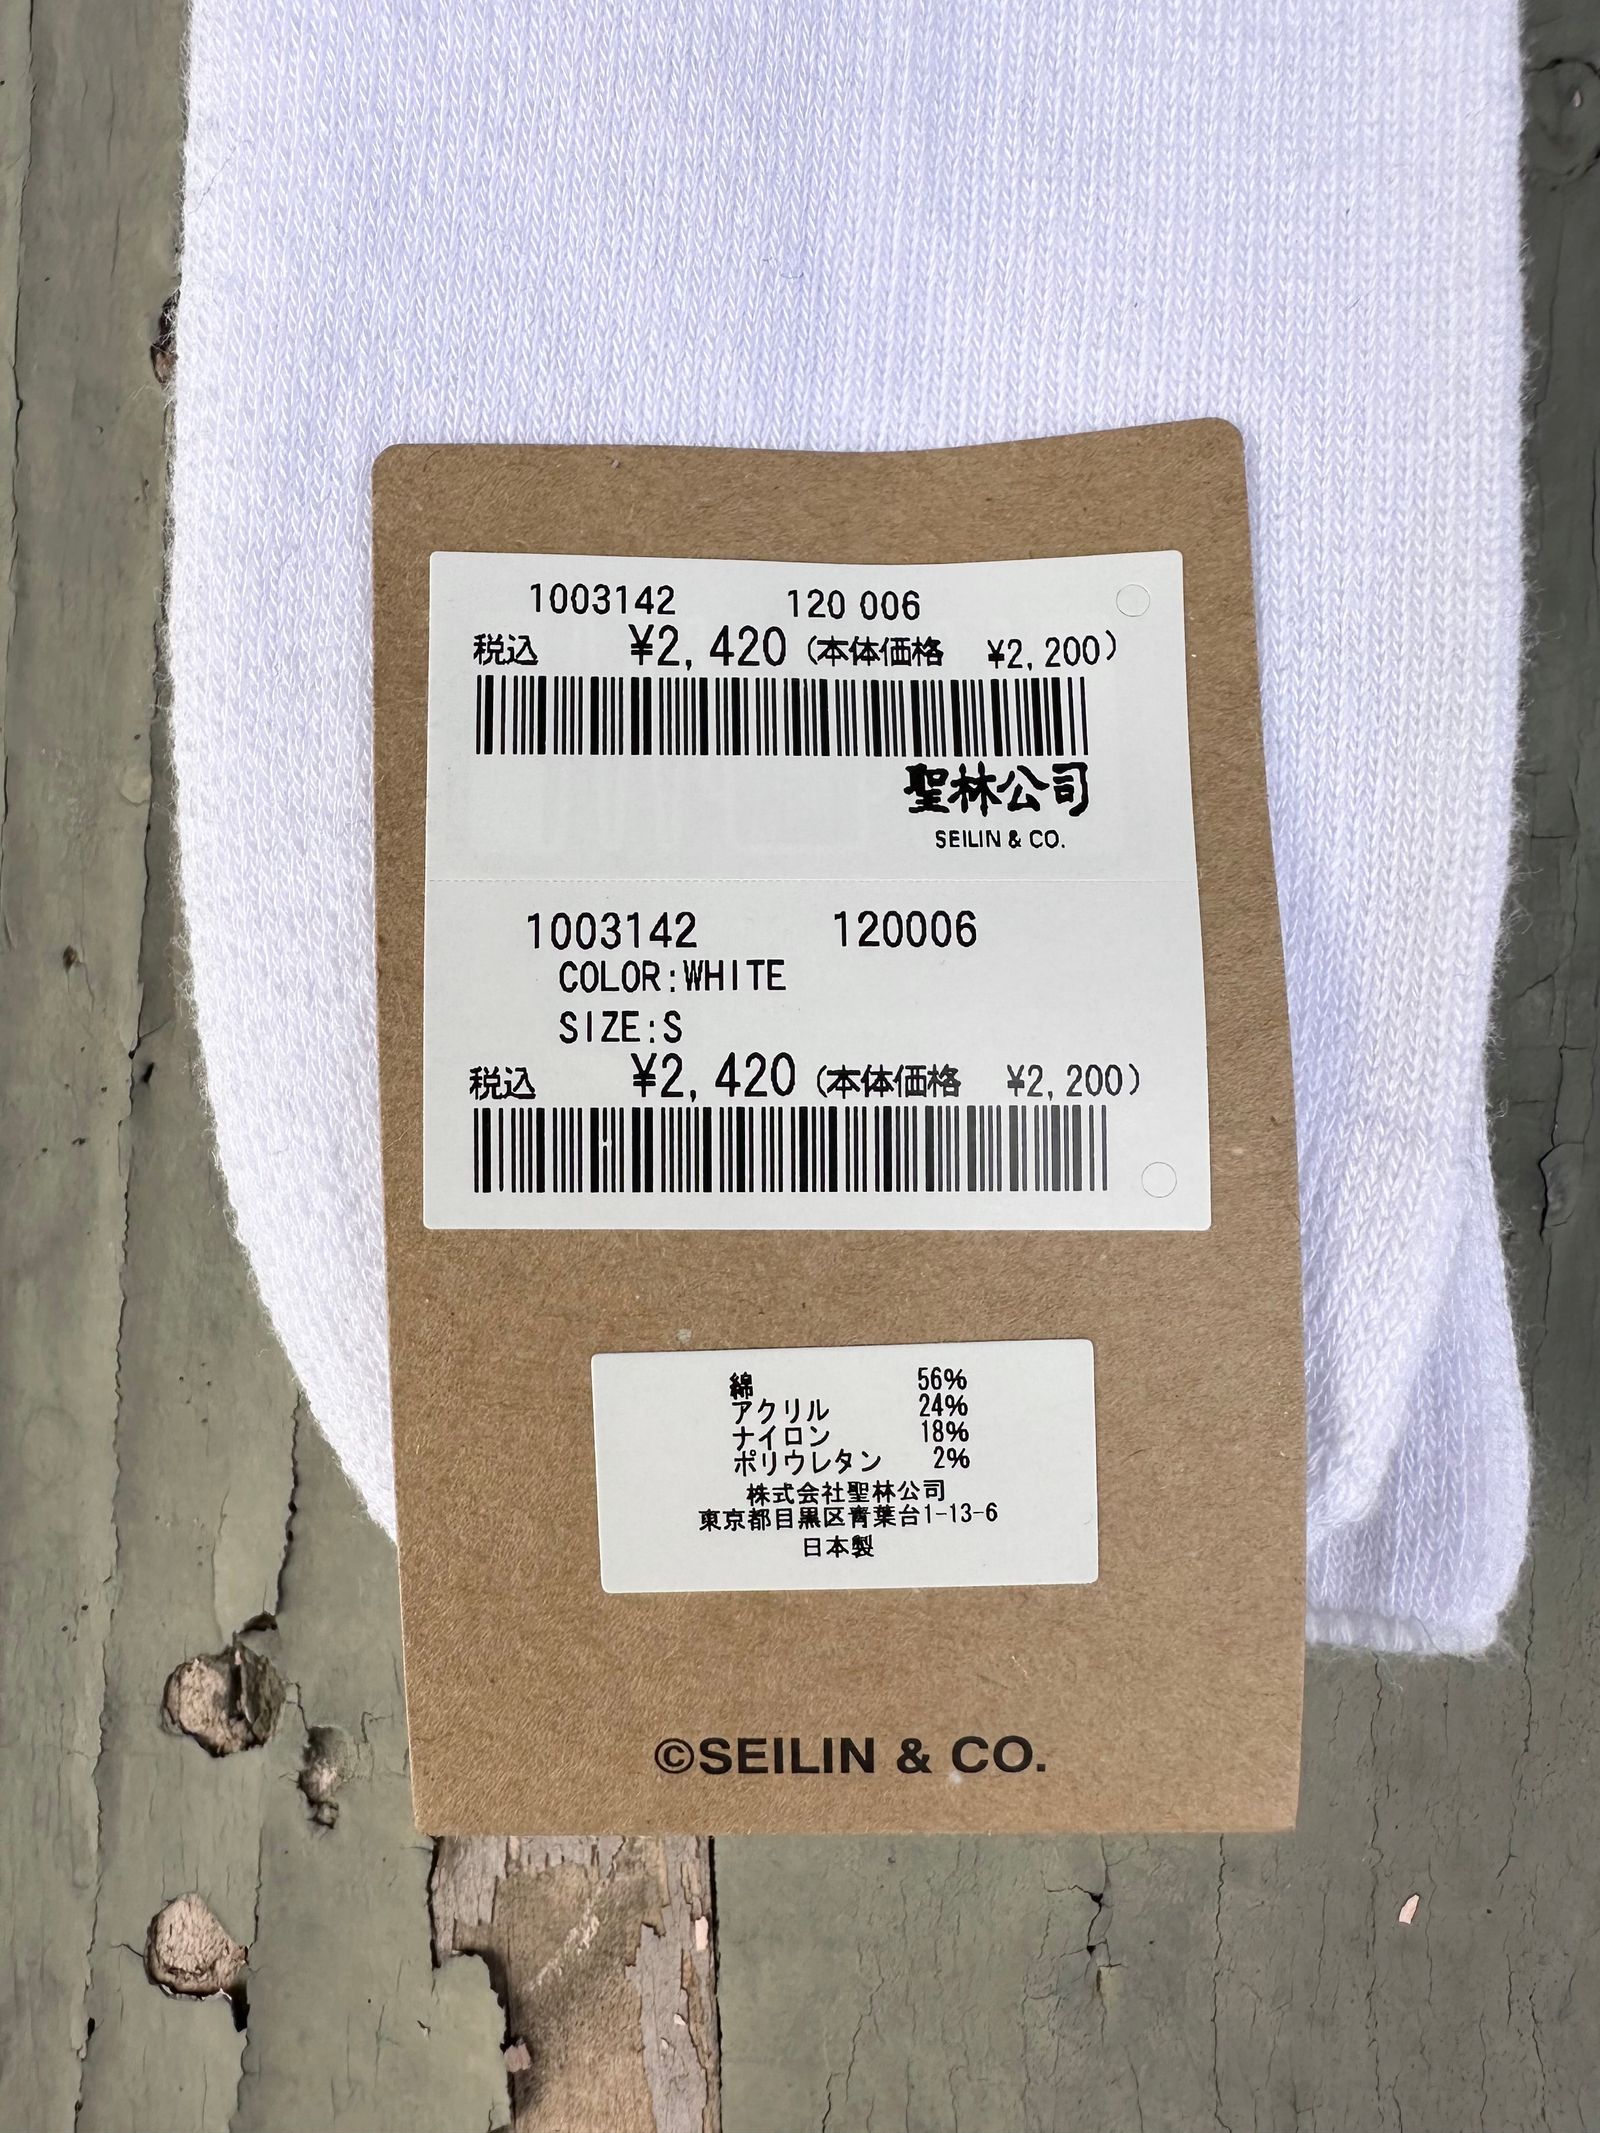 1003142 120 006
税込 ¥2,420 (本体価格 ¥2,200)
聖林公司
SEILIN & CO.
1003142 120006
COLOR:WHITE
SIZE:S
税込 ¥2,420 (本体価格 ¥2,200)
綿 56%
アクリル 24%
ナイロン 18%
ポリウレタン 2%
株式会社聖林公司
東京都目黒区青葉台1-13-6
日本製
©SEILIN & CO.